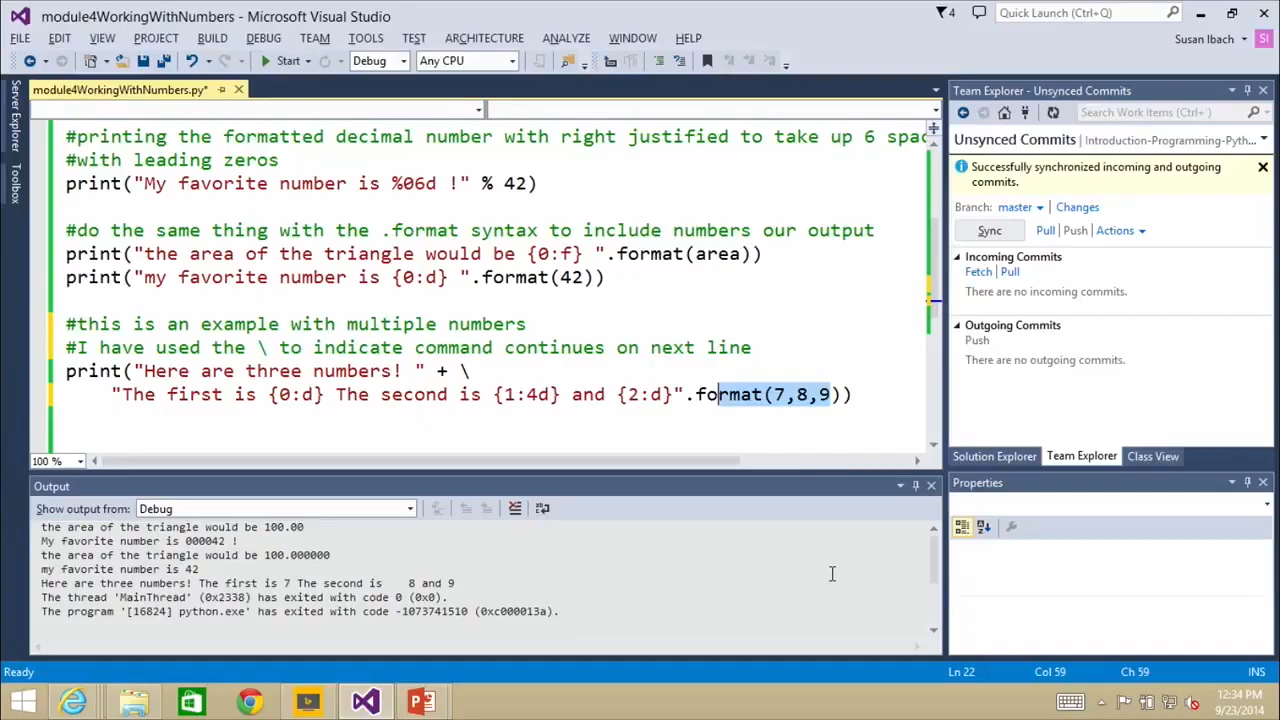 module4WorkingWithNumbers - Microsoft Visual Studio
4
Quick Launch (Ctrl+Q)
FILE EDIT VIEW PROJECT BUILD DEBUG TEAM TOOLS TEST ARCHITECTURE ANALYZE WINDOW HELP
Susan Ibach SI
Start Debug Any CPU
Server Explorer
Toolbox
module4WorkingWithNumbers.py*
#printing the formatted decimal number with right justified to take up 6 spac
#with leading zeros
print("My favorite number is %06d !" % 42)
#do the same thing with the .format syntax to include numbers our output
print("the area of the triangle would be {0:f} ".format(area))
print("my favorite number is {0:d} ".format(42))
#this is an example with multiple numbers
#I have used the \ to indicate command continues on next line
print("Here are three numbers! " + \
"The first is {0:d} The second is {1:4d} and {2:d}".format(7,8,9))
100 %
Output
Show output from: Debug
the area of the triangle would be 100.00
My favorite number is 000042 !
the area of the triangle would be 100.000000
my favorite number is 42
Here are three numbers! The first is 7 The second is    8 and 9
The thread 'MainThread' (0x2338) has exited with code 0 (0x0).
The program '[16824] python.exe' has exited with code -1073741510 (0xc000013a).
Team Explorer - Unsynced Commits
Search Work Items (Ctrl+')
Unsynced Commits | Introduction-Programming-Pyth...
Successfully synchronized incoming and outgoing
commits.
Branch: master Changes
Sync Pull | Push | Actions
Incoming Commits
Fetch | Pull
There are no incoming commits.
Outgoing Commits
Push
There are no outgoing commits.
Solution Explorer Team Explorer Class View
Properties
Ready
Ln 22 Col 59 Ch 59 INS
12:34 PM
9/23/2014